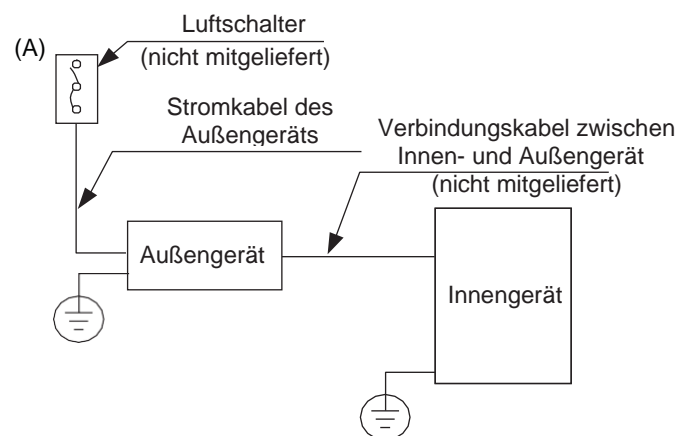 (A)
Luftschalter
(nicht mitgeliefert)
Stromkabel des
Außengeräts
Verbindungskabel zwischen
Innen- und Außengerät
(nicht mitgeliefert)
Außengerät
Innengerät